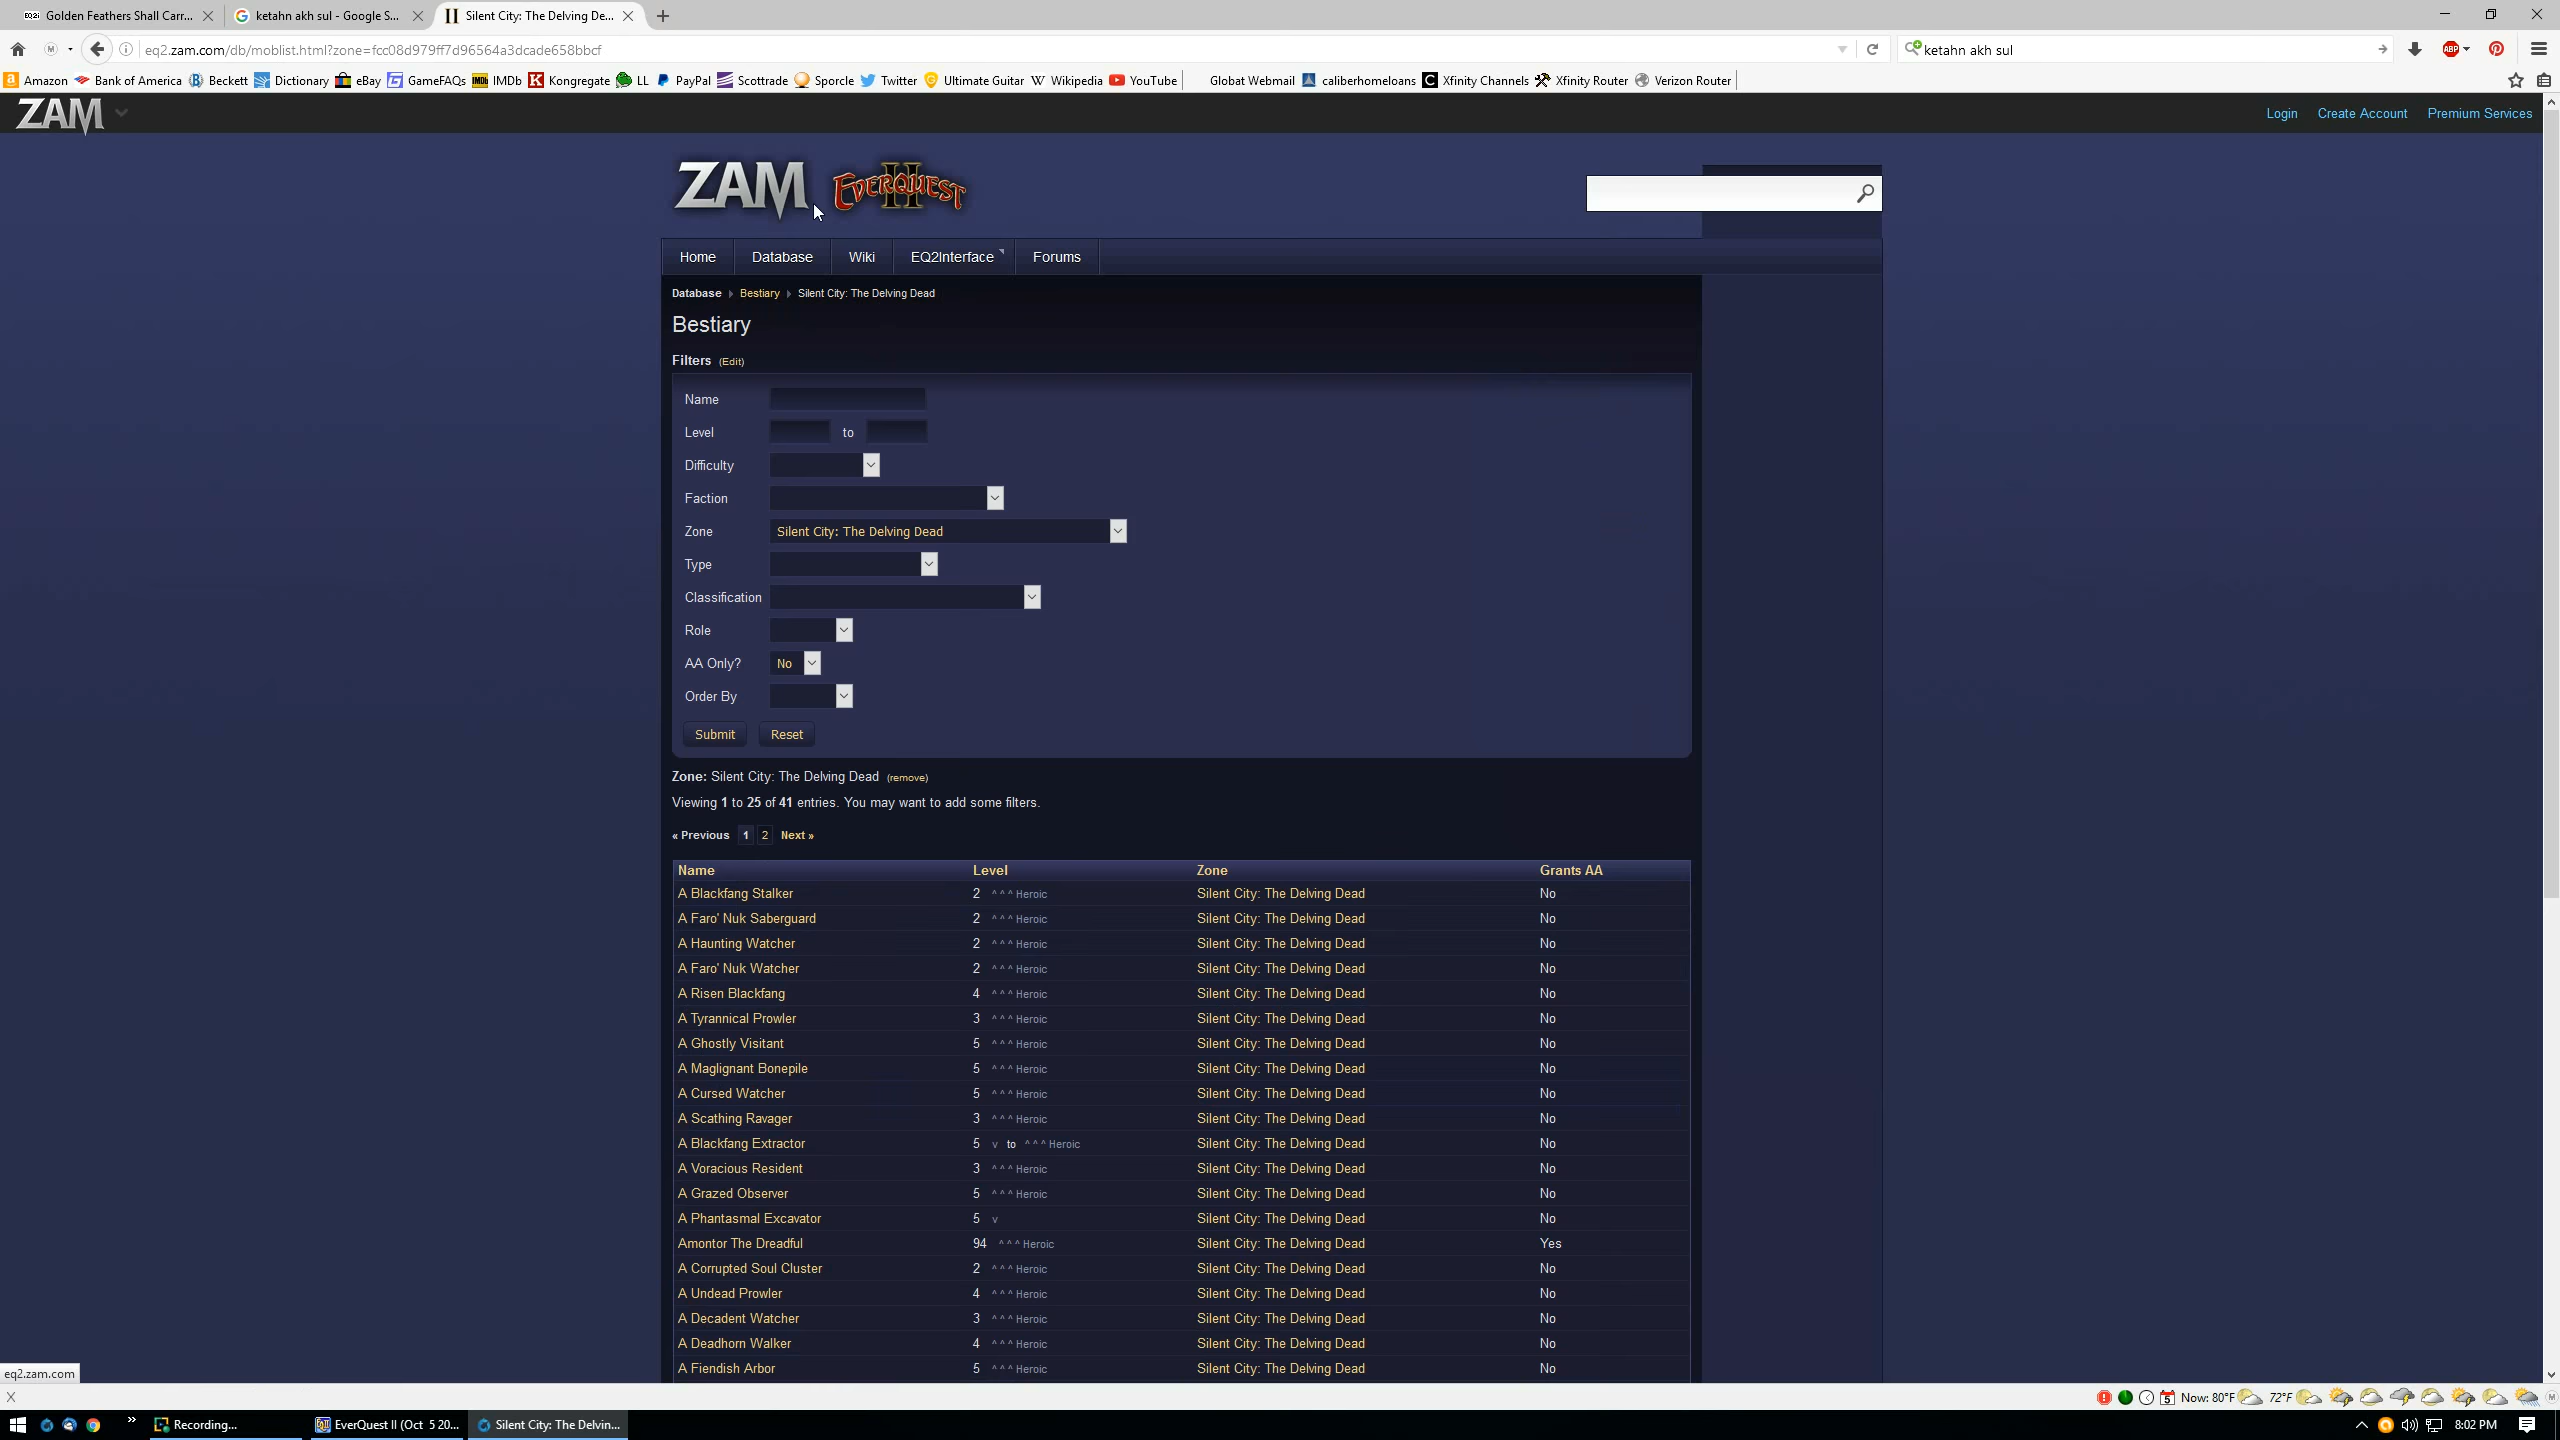 EQ2i Golden Feathers Shall Carr... ketahn akh sul - Google S... Silent City: The Delving De...
eq2.zam.com/db/moblist.html?zone=fcc08d979ff7d96564a3dcade658bbcf ketahn akh sul ABP
Amazon Bank of America Beckett Dictionary eBay GameFAQs IMDb Kongregate LL PayPal Scottrade Sporcle Twitter Ultimate Guitar Wikipedia YouTube Globat Webmail caliberhomeloans Xfinity Channels Xfinity Router Verizon Router
ZAM Login Create Account Premium Services
ZAM EVERQUEST II
Home Database Wiki EQ2Interface Forums
Database Bestiary Silent City: The Delving Dead
Bestiary
Filters (Edit)
Name
Level to
Difficulty
Faction
Zone Silent City: The Delving Dead
Type
Classification
Role
AA Only? No
Order By
Submit Reset
Zone: Silent City: The Delving Dead (remove)
Viewing 1 to 25 of 41 entries. You may want to add some filters.
« Previous 1 2 Next »
Name Level Zone Grants AA
A Blackfang Stalker 2 ^ ^ ^ Heroic Silent City: The Delving Dead No
A Faro' Nuk Saberguard 2 ^ ^ ^ Heroic Silent City: The Delving Dead No
A Haunting Watcher 2 ^ ^ ^ Heroic Silent City: The Delving Dead No
A Faro' Nuk Watcher 2 ^ ^ ^ Heroic Silent City: The Delving Dead No
A Risen Blackfang 4 ^ ^ ^ Heroic Silent City: The Delving Dead No
A Tyrannical Prowler 3 ^ ^ ^ Heroic Silent City: The Delving Dead No
A Ghostly Visitant 5 ^ ^ ^ Heroic Silent City: The Delving Dead No
A Maglignant Bonepile 5 ^ ^ ^ Heroic Silent City: The Delving Dead No
A Cursed Watcher 5 ^ ^ ^ Heroic Silent City: The Delving Dead No
A Scathing Ravager 3 ^ ^ ^ Heroic Silent City: The Delving Dead No
A Blackfang Extractor 5 v to ^ ^ ^ Heroic Silent City: The Delving Dead No
A Voracious Resident 3 ^ ^ ^ Heroic Silent City: The Delving Dead No
A Grazed Observer 5 ^ ^ ^ Heroic Silent City: The Delving Dead No
A Phantasmal Excavator 5 v Silent City: The Delving Dead No
Amontor The Dreadful 94 ^ ^ ^ Heroic Silent City: The Delving Dead Yes
A Corrupted Soul Cluster 2 ^ ^ ^ Heroic Silent City: The Delving Dead No
A Undead Prowler 4 ^ ^ ^ Heroic Silent City: The Delving Dead No
A Decadent Watcher 3 ^ ^ ^ Heroic Silent City: The Delving Dead No
A Deadhorn Walker 4 ^ ^ ^ Heroic Silent City: The Delving Dead No
A Fiendish Arbor 5 ^ ^ ^ Heroic Silent City: The Delving Dead No
eq2.zam.com
X Now: 80°F 72°F
Recording... EverQuest II (Oct 5 20... Silent City: The Delvin... 8:02 PM